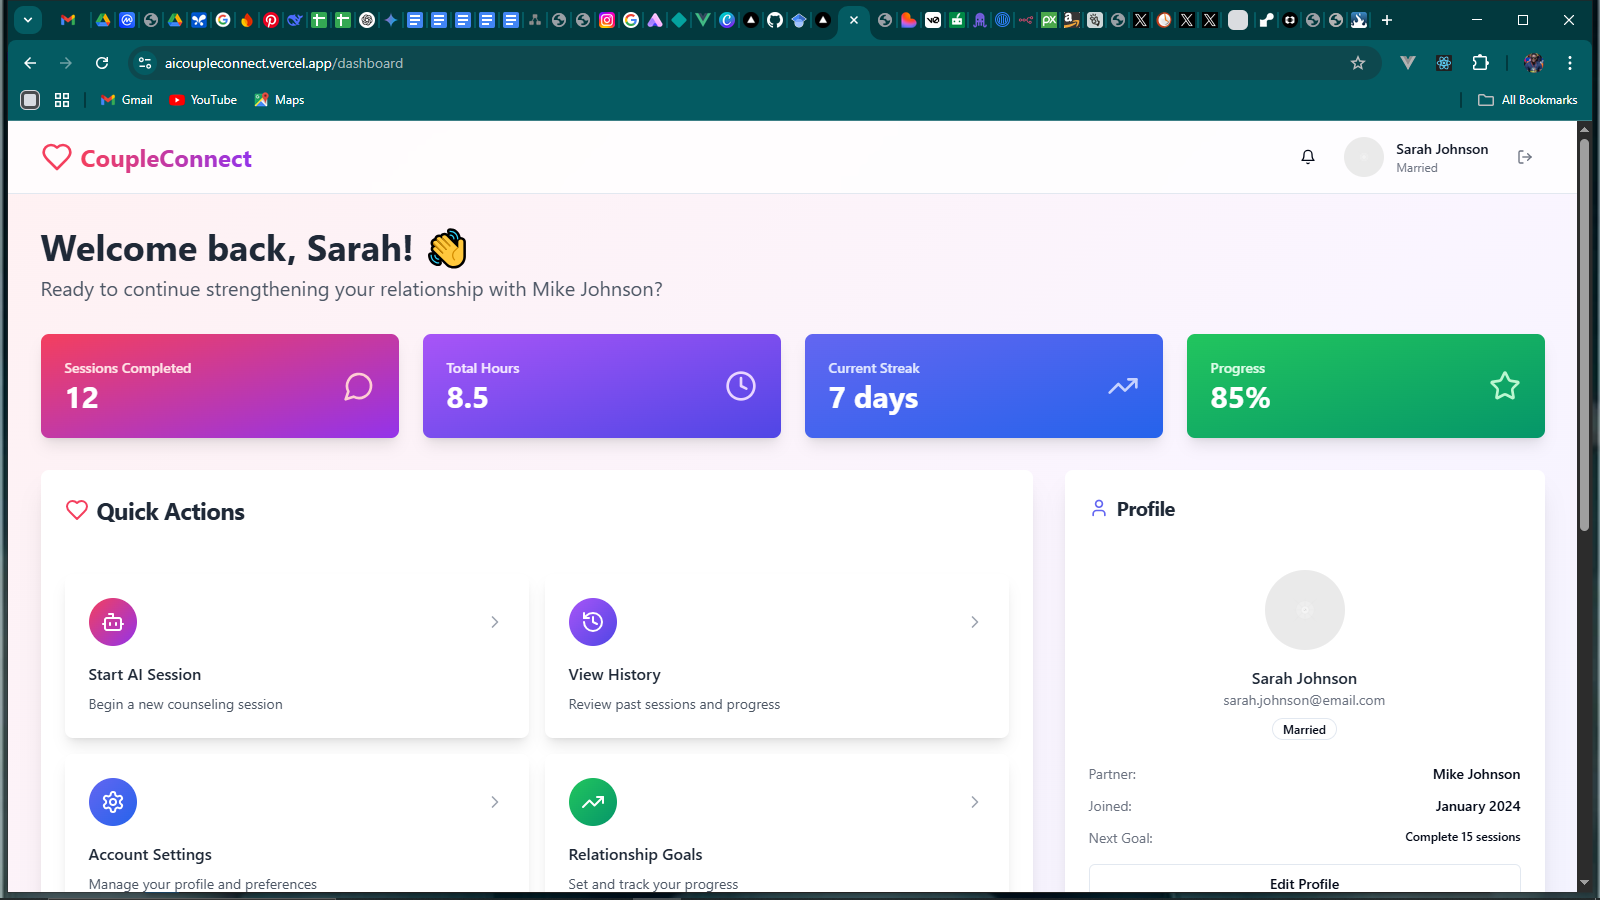 aicoupleconnect.vercel.app/dashboard
Gmail
YouTube
Maps
All Bookmarks
CoupleConnect
Sarah Johnson
Married
Welcome back, Sarah! 👋
Ready to continue strengthening your relationship with Mike Johnson?
Sessions Completed
12
Total Hours
8.5
Current Streak
7 days
Progress
85%
Quick Actions
Start AI Session
Begin a new counseling session
View History
Review past sessions and progress
Account Settings
Manage your profile and preferences
Relationship Goals
Set and track your progress
Profile
Sarah Johnson
sarah.johnson@email.com
Married
Partner: Mike Johnson
Joined: January 2024
Next Goal: Complete 15 sessions
Edit Profile